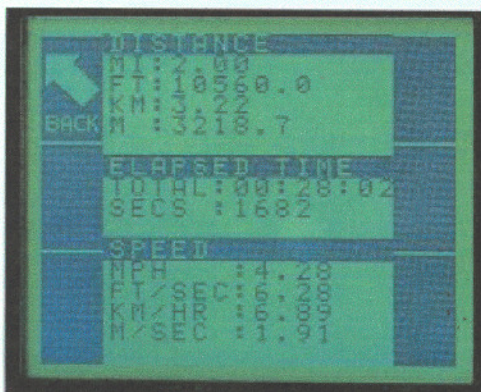 DISTANCE
MI:2.00
FT:10560.0
KM:3.22
BACK
M :3218.7
ELAPSED TIME
TOTAL:00:28:02
SECS :1682
SPEED
MPH :4.28
FT/SEC:6.28
KM/HR :6.89
M/SEC :1.91